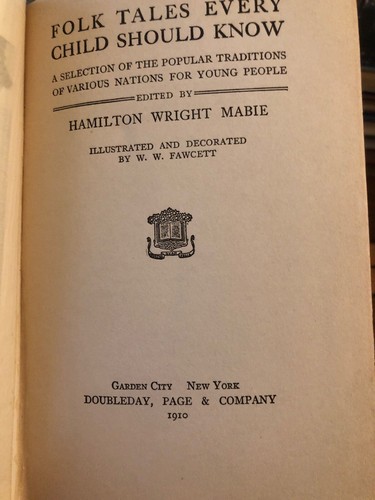 FOLK TALES EVERY
CHILD SHOULD KNOW
A SELECTION OF THE POPULAR TRADITIONS
OF VARIOUS NATIONS FOR YOUNG PEOPLE
EDITED BY
HAMILTON WRIGHT MABIE
ILLUSTRATED AND DECORATED
BY W. W. FAWCETT
GARDEN CITY NEW YORK
DOUBLEDAY, PAGE & COMPANY
1910